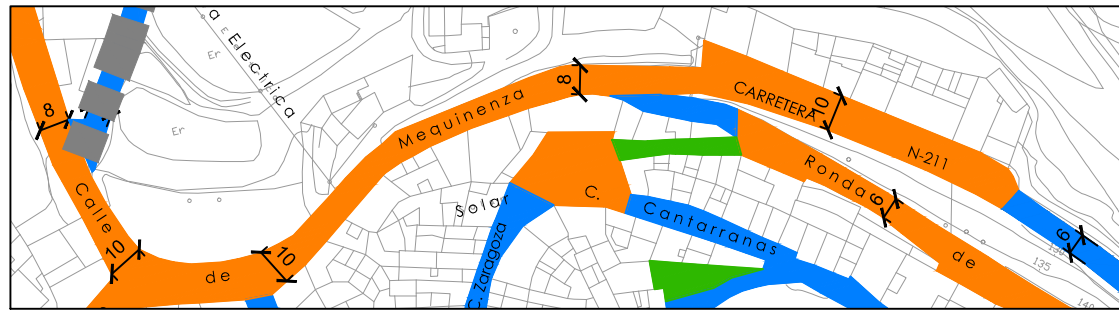 a Electrica
Er
Er
8
Calle
10
de
10
Mequinenza
8
CARRETERA
10
N-211
Ronda
6
de
6
130
135
140
Solar
C. Zaragoza
C.
Cantarranas